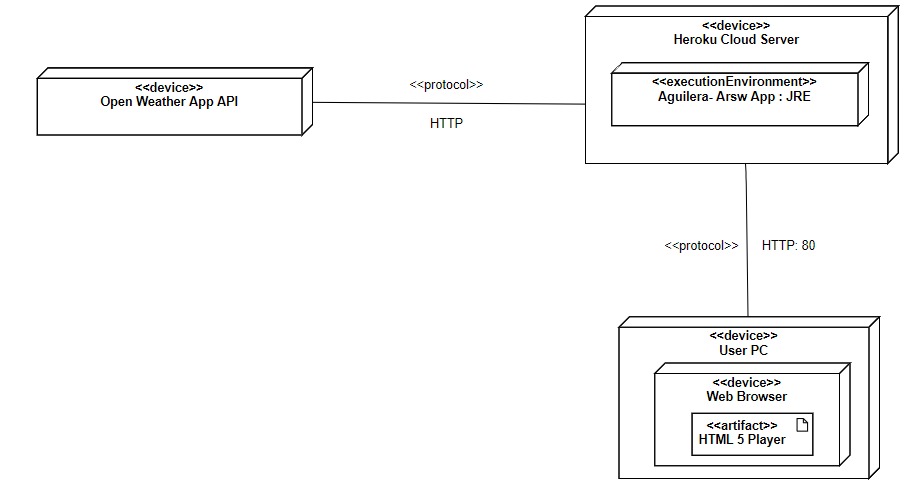 <<device>>
Heroku Cloud Server
<<executionEnvironment>>
Aguilera- Arsw App : JRE
<<device>>
Open Weather App API
<<protocol>>
HTTP
<<protocol>>
HTTP: 80
<<device>>
User PC
<<device>>
Web Browser
<<artifact>>
HTML 5 Player